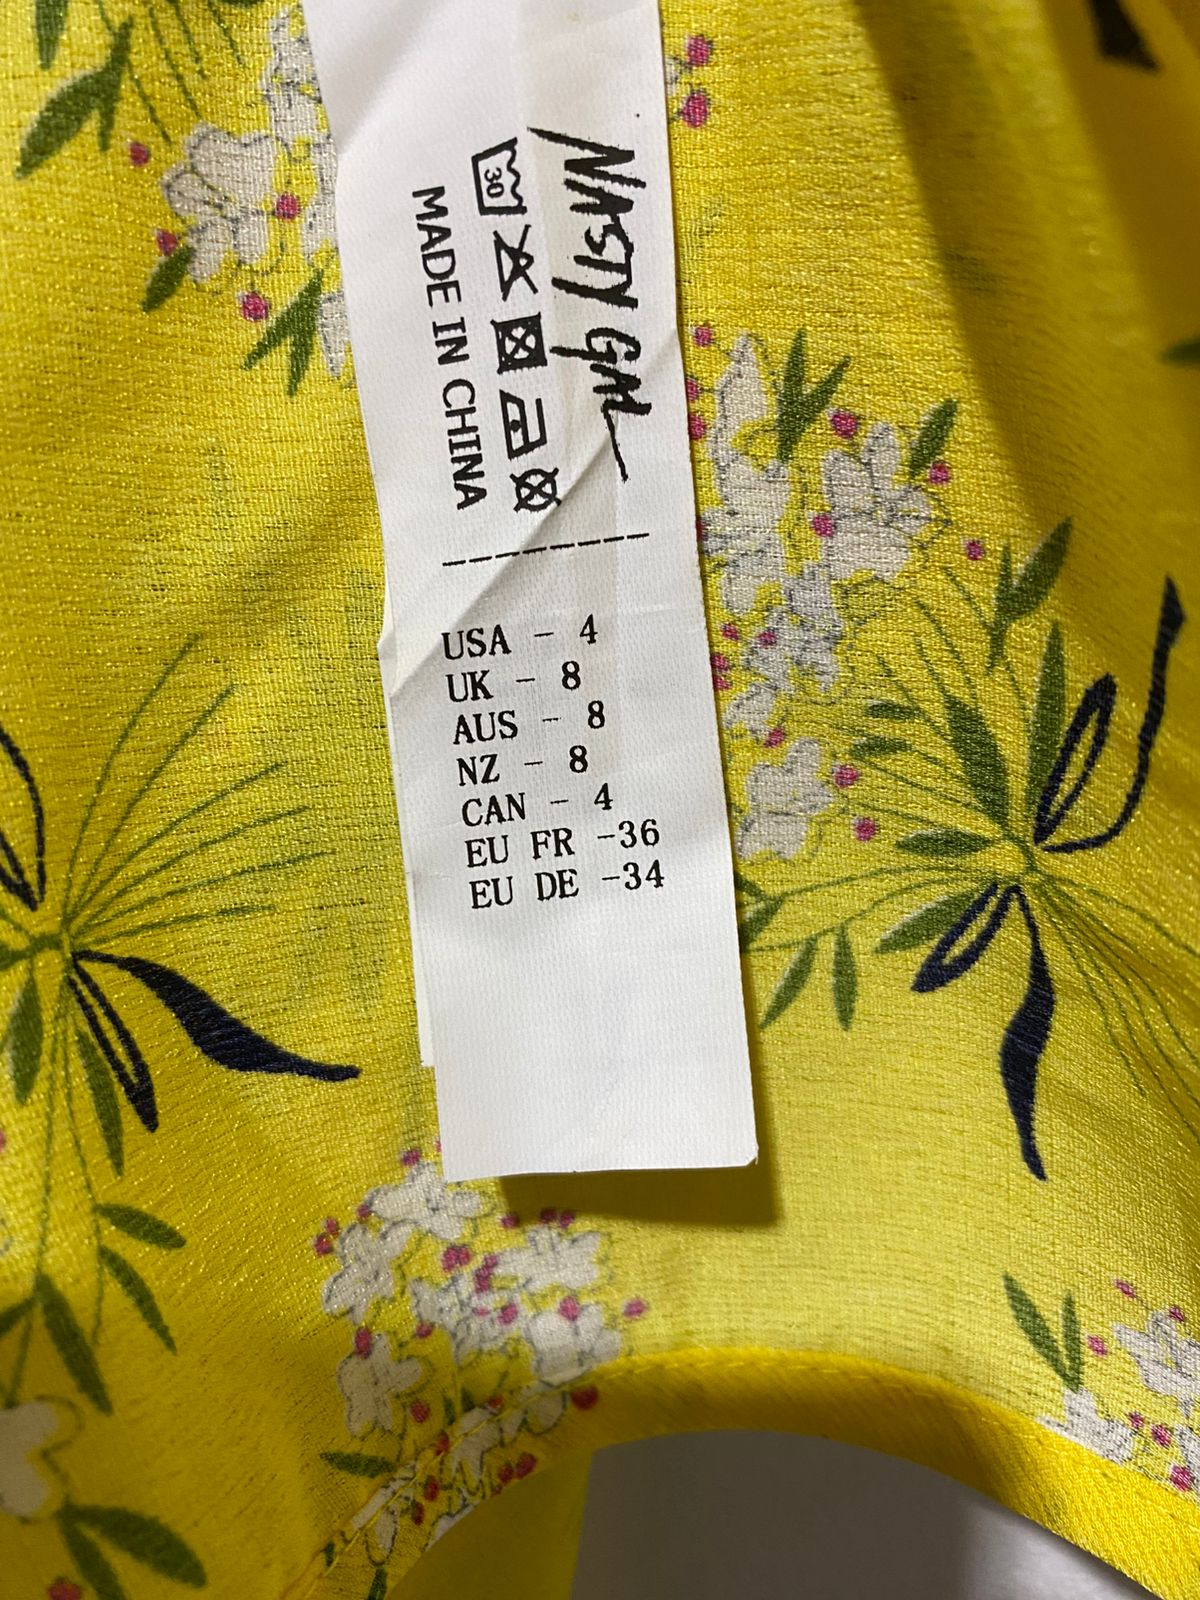 NASTY GAL
30
MADE IN CHINA
---------
USA - 4
UK - 8
AUS - 8
NZ - 8
CAN - 4
EU FR -36
EU DE -34